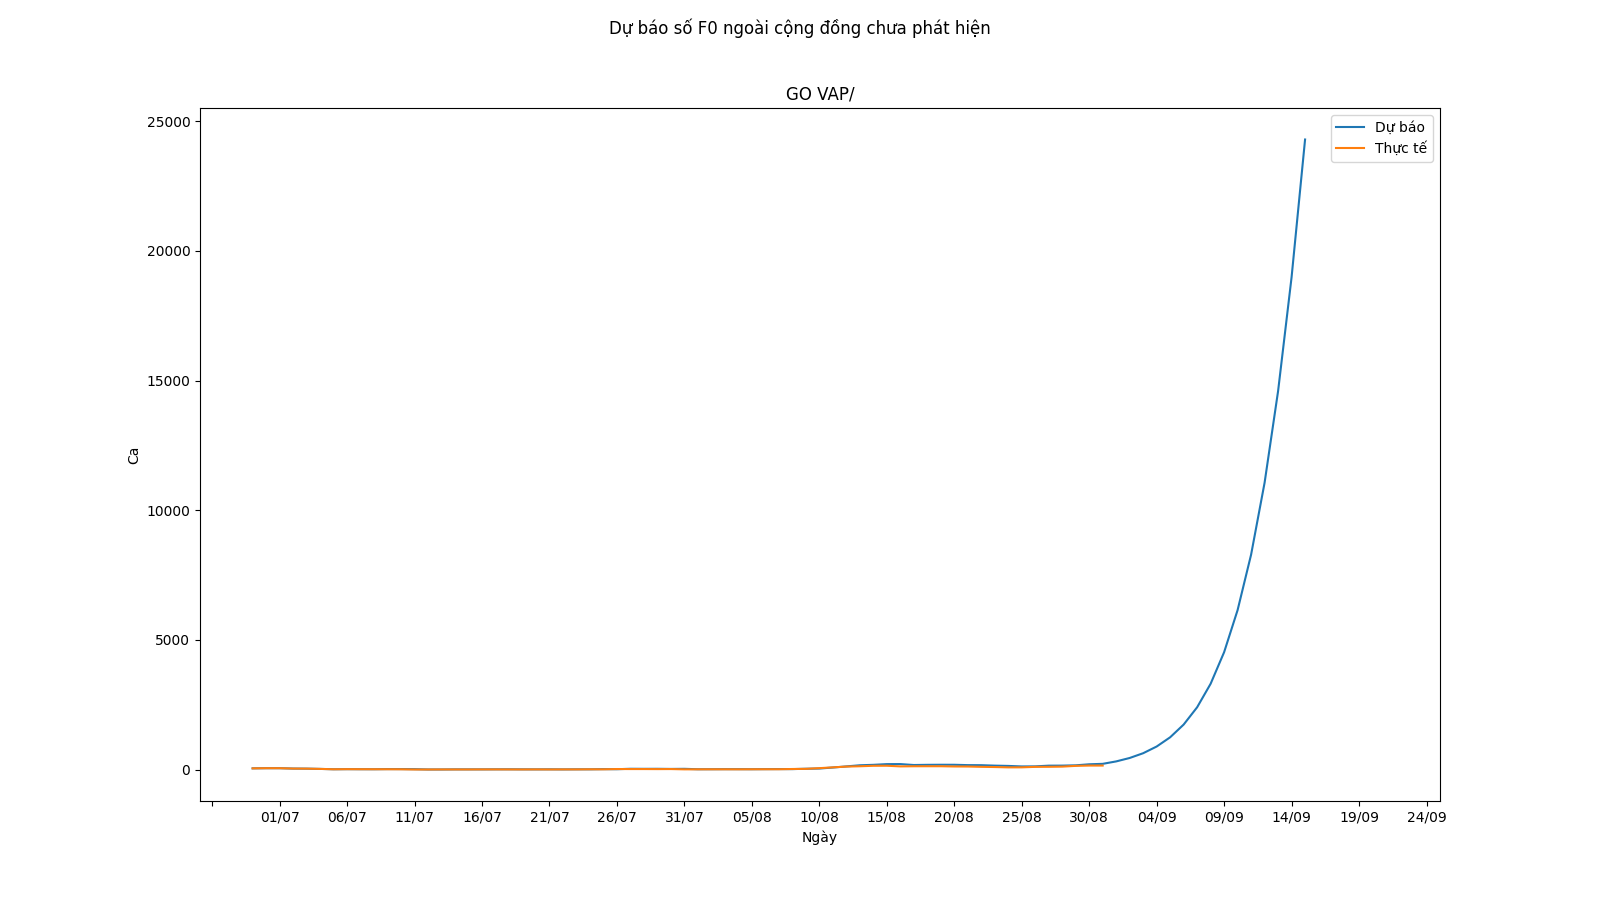 Dự báo số F0 ngoài cộng đồng chưa phát hiện
GO VAP/
Dự báo
Thực tế
25000
20000
15000
10000
5000
0
Ca
01/07 06/07 11/07 16/07 21/07 26/07 31/07 05/08 10/08 15/08 20/08 25/08 30/08 04/09 09/09 14/09 19/09 24/09
Ngày